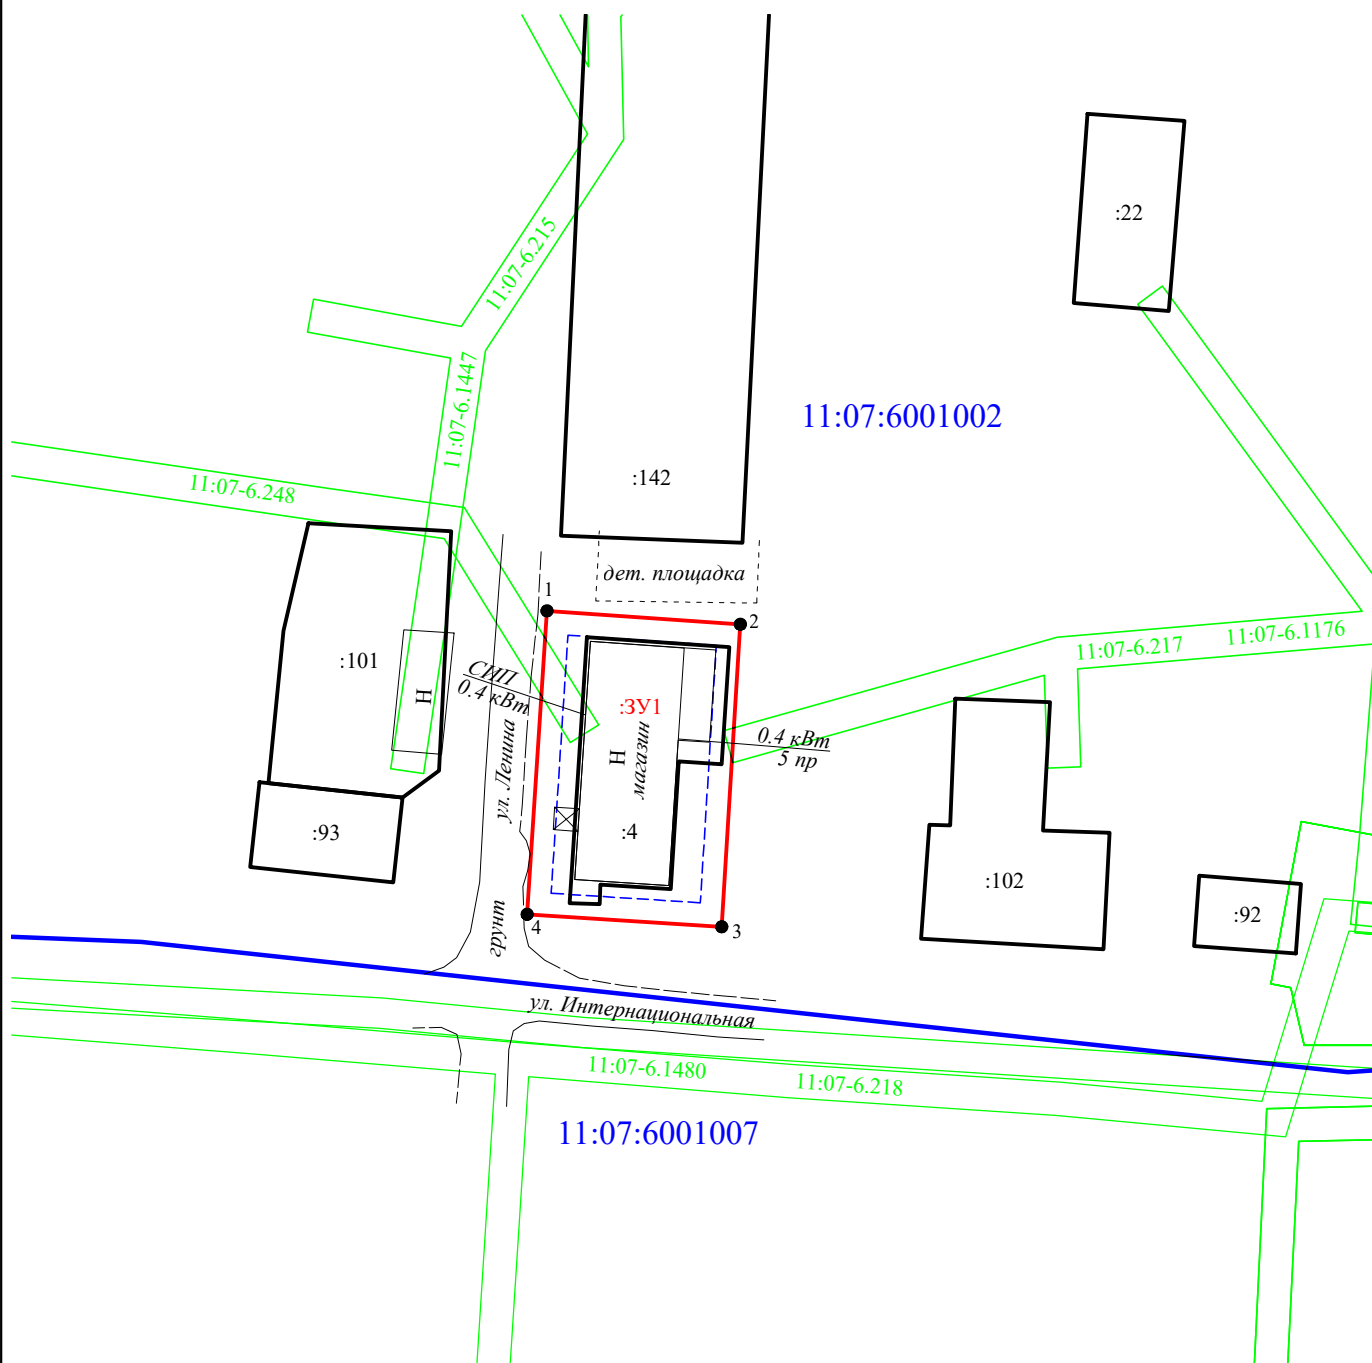 :22
11:07-6.215
11:07-6.1447
11:07:6001002
:142
11:07-6.248
дет. площадка
1
2
11:07-6.217
11:07-6.1176
:101
Н
СИП
0.4 кВт
:ЗУ1
Н
магазин
0.4 кВт
5 пр
ул. Ленина
:4
:93
:102
:92
грунт
4
3
ул. Интернациональная
11:07-6.1480
11:07-6.218
11:07:6001007